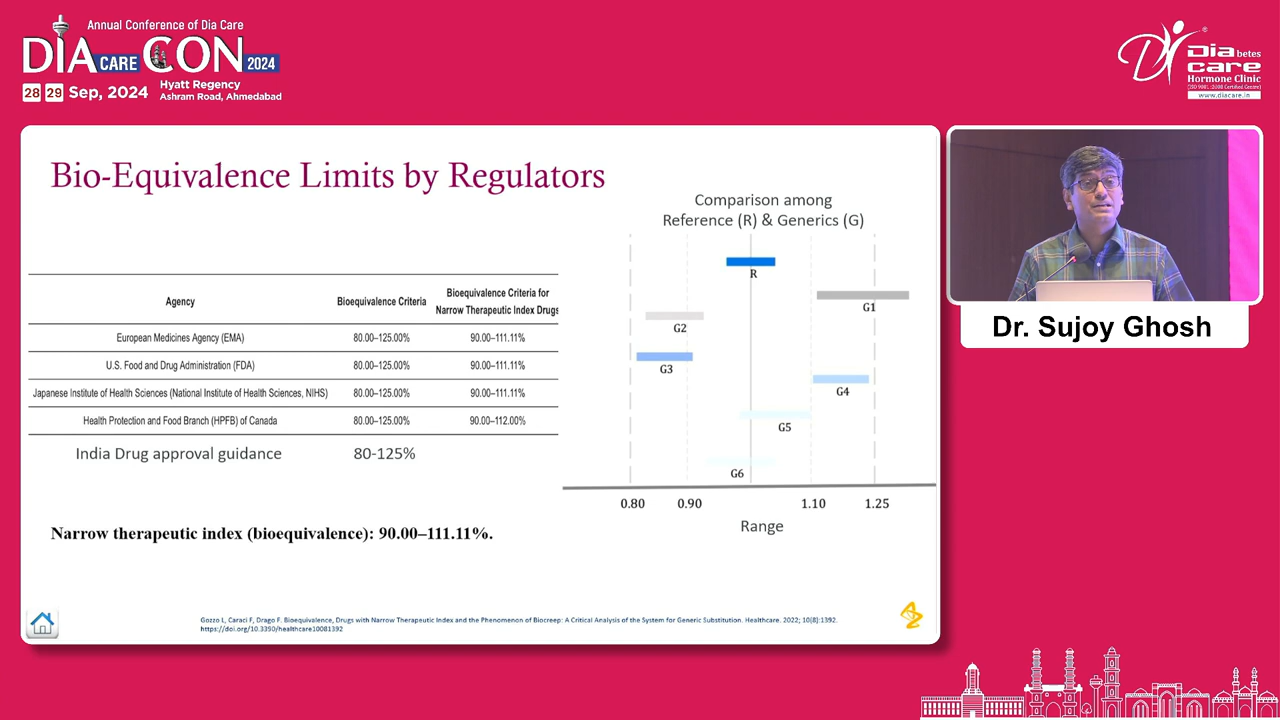 Annual Conference of Dia Care
DIA CARE CON 2024
28 29 Sep, 2024
Hyatt Regency
Ashram Road, Ahmedabad
Diabetes
care
Hormone Clinic
(ISO 9001 : 2008 Certified Centre)
www.diacare.in
Bio-Equivalence Limits by Regulators
Agency Bioequivalence Criteria Bioequivalence Criteria for Narrow Therapeutic Index Drugs
European Medicines Agency (EMA) 80.00–125.00% 90.00–111.11%
U.S. Food and Drug Administration (FDA) 80.00–125.00% 90.00–111.11%
Japanese Institute of Health Sciences (National Institute of Health Sciences, NIHS) 80.00–125.00% 90.00–111.11%
Health Protection and Food Branch (HPFB) of Canada 80.00–125.00% 90.00–112.00%
India Drug approval guidance 80-125%
Narrow therapeutic index (bioequivalence): 90.00–111.11%.
Comparison among
Reference (R) & Generics (G)
R
G1
G2
G3
G4
G5
G6
0.80 0.90 1.10 1.25
Range
Gozzo L, Caraci F, Drago F. Bioequivalence, Drugs with Narrow Therapeutic Index and the Phenomenon of Biocreep: A Critical Analysis of the System for Generic Substitution. Healthcare. 2022; 10(8):1392.
https://doi.org/10.3390/healthcare10081392
Dr. Sujoy Ghosh